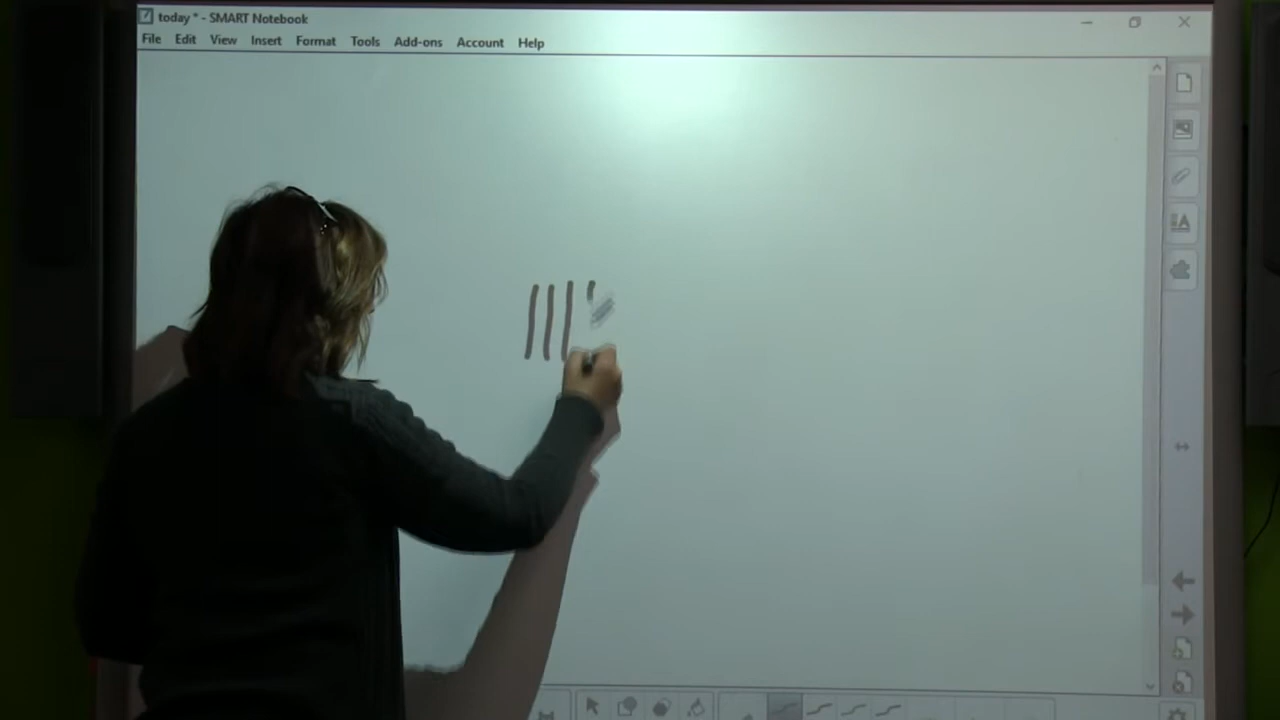 today * - SMART Notebook
File Edit View Insert Format Tools Add-ons Account Help